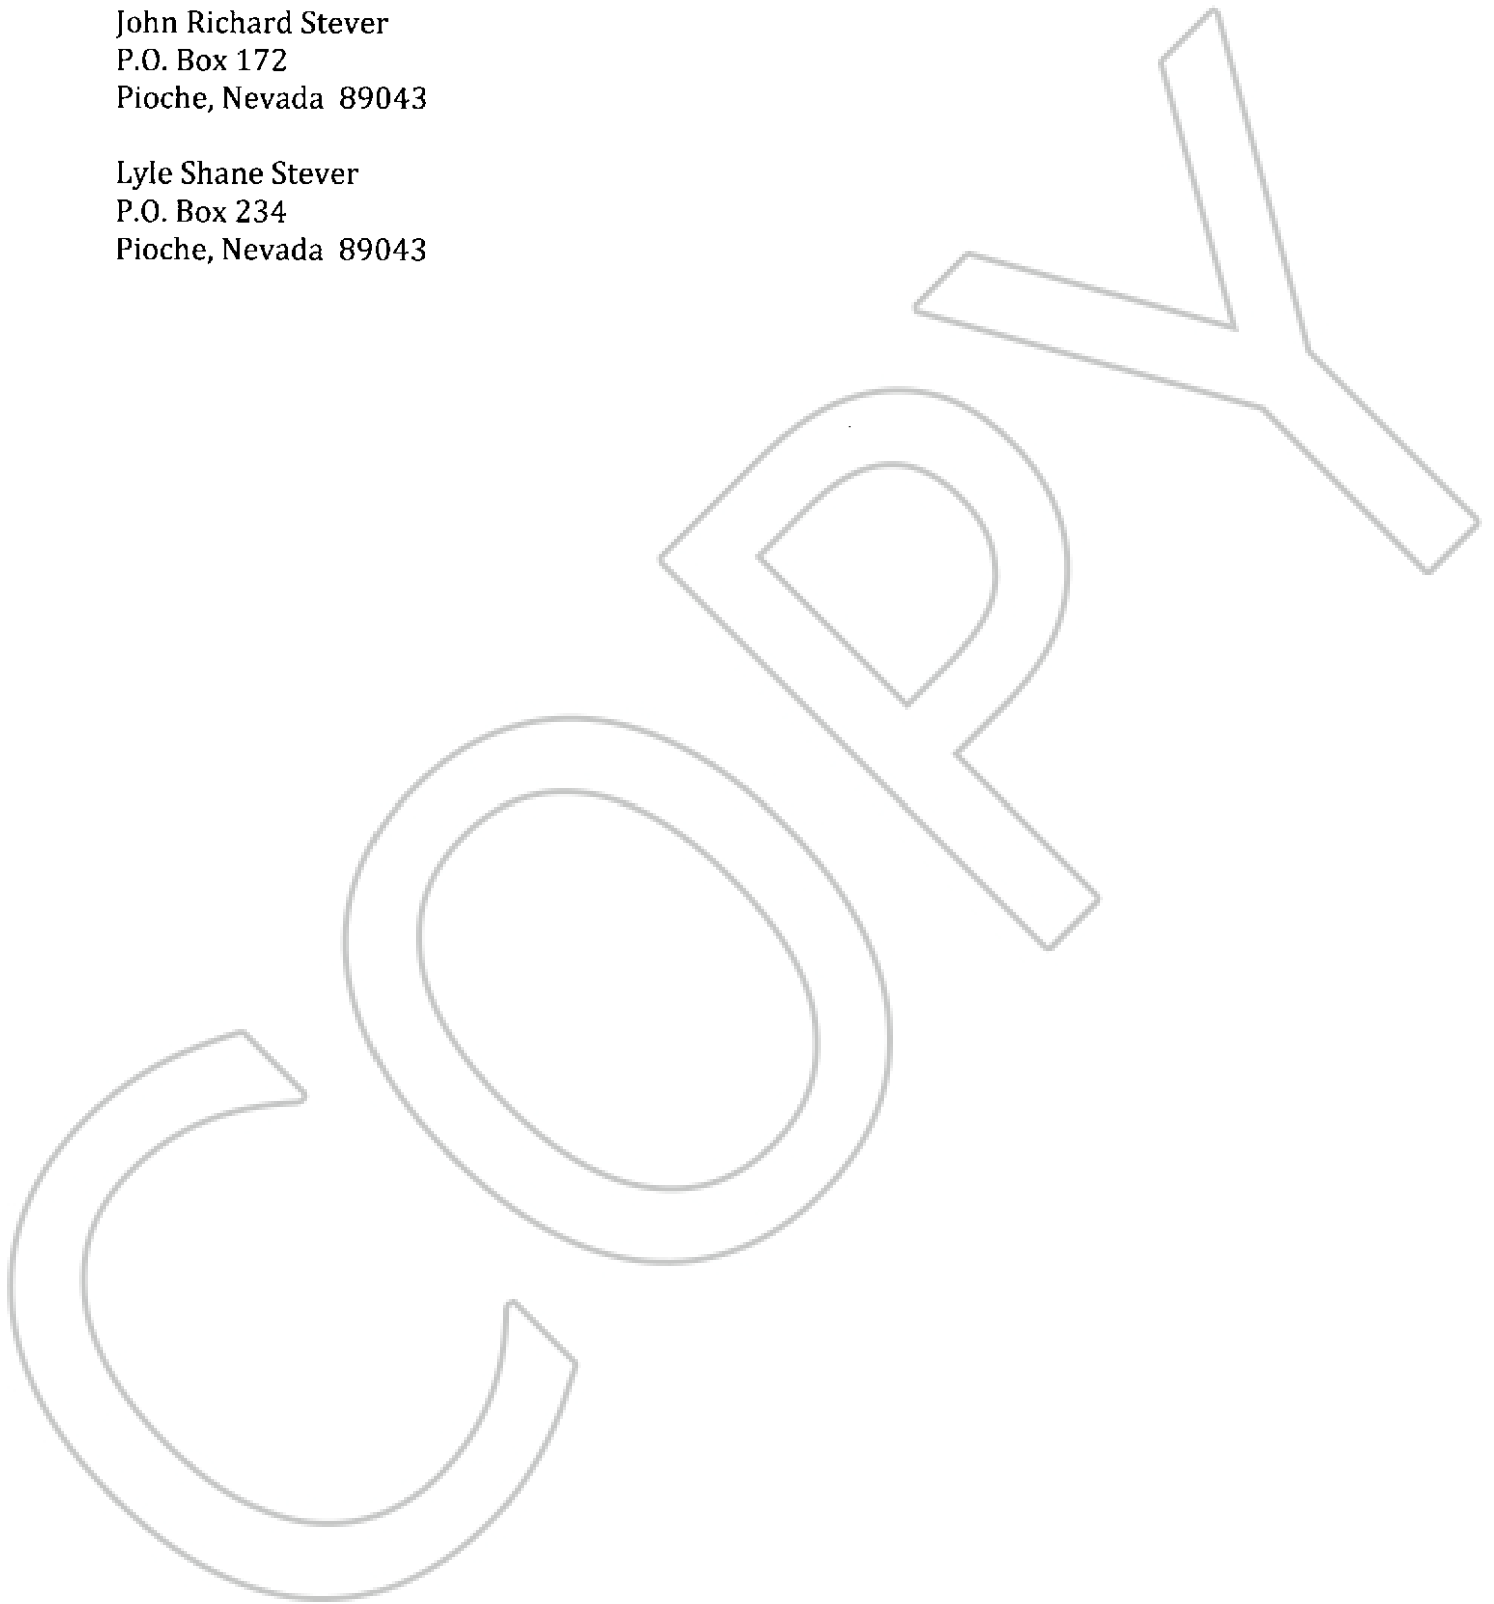 John Richard Stever
P.O. Box 172
Pioche, Nevada 89043
Lyle Shane Stever
P.O. Box 234
Pioche, Nevada 89043
COPY